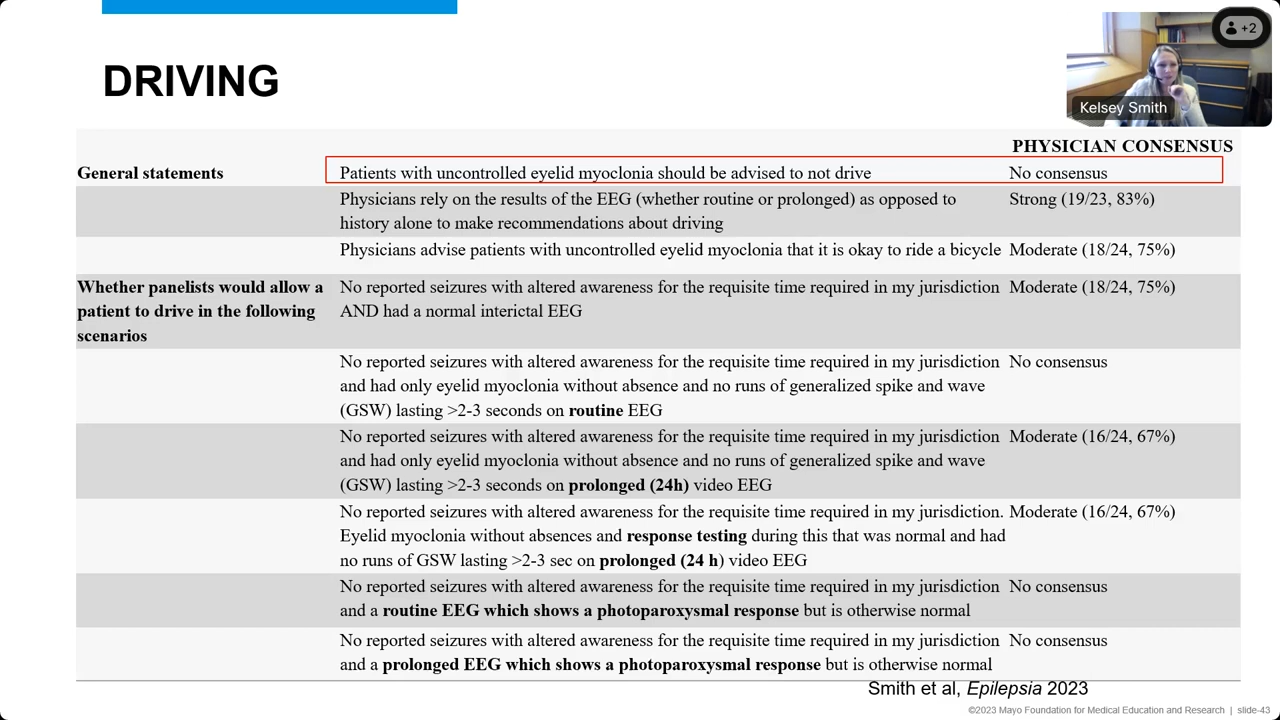 +2
DRIVING
Kelsey Smith
PHYSICIAN CONSENSUS
General statements Patients with uncontrolled eyelid myoclonia should be advised to not drive No consensus
Physicians rely on the results of the EEG (whether routine or prolonged) as opposed to Strong (19/23, 83%)
history alone to make recommendations about driving
Physicians advise patients with uncontrolled eyelid myoclonia that it is okay to ride a bicycle Moderate (18/24, 75%)
Whether panelists would allow a No reported seizures with altered awareness for the requisite time required in my jurisdiction Moderate (18/24, 75%)
patient to drive in the following AND had a normal interictal EEG
scenarios
No reported seizures with altered awareness for the requisite time required in my jurisdiction No consensus
and had only eyelid myoclonia without absence and no runs of generalized spike and wave
(GSW) lasting >2-3 seconds on routine EEG
No reported seizures with altered awareness for the requisite time required in my jurisdiction Moderate (16/24, 67%)
and had only eyelid myoclonia without absence and no runs of generalized spike and wave
(GSW) lasting >2-3 seconds on prolonged (24h) video EEG
No reported seizures with altered awareness for the requisite time required in my jurisdiction. Moderate (16/24, 67%)
Eyelid myoclonia without absences and response testing during this that was normal and had
no runs of GSW lasting >2-3 sec on prolonged (24 h) video EEG
No reported seizures with altered awareness for the requisite time required in my jurisdiction No consensus
and a routine EEG which shows a photoparoxysmal response but is otherwise normal
No reported seizures with altered awareness for the requisite time required in my jurisdiction No consensus
and a prolonged EEG which shows a photoparoxysmal response but is otherwise normal
Smith et al, Epilepsia 2023
©2023 Mayo Foundation for Medical Education and Research | slide-43